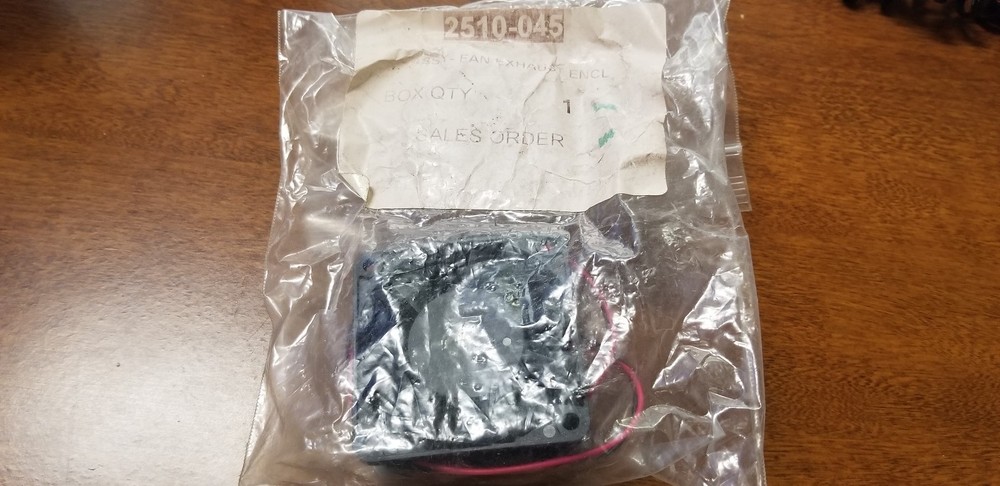 2510-045
FAN EXHAUST ENCL
BOX QTY 1
SALES ORDER